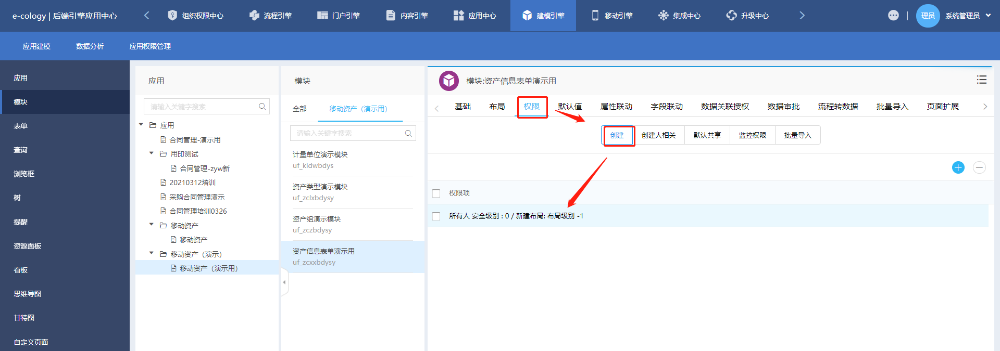 e-cology | 后端引擎应用中心
组织权限中心
流程引擎
门户引擎
内容引擎
应用中心
建模引擎
移动引擎
集成中心
升级中心
理员
系统管理员
应用建模
数据分析
应用权限管理
应用
模块
表单
查询
浏览框
树
提醒
资源面板
看板
思维导图
甘特图
自定义页面
应用
请输入关键字搜索
应用
合同管理-演示用
用印测试
合同管理-zyw新
20210312培训
采购合同管理演示
合同管理培训0326
移动资产
移动资产
移动资产（演示）
移动资产（演示用）
模块
全部
移动资产（演示用）
请输入关键字搜索
计量单位演示模块
uf_kldwbdys
资产类型演示模块
uf_zclxbdysy
资产组演示模块
uf_zczbdysy
资产信息表单演示用
uf_zcxxbdysy
模块:资产信息表单演示用
基础
布局
权限
默认值
属性联动
字段联动
数据关联授权
数据审批
流程转数据
批量导入
页面扩展
创建
创建人相关
默认共享
监控权限
批量导入
权限项
所有人 安全级别 : 0 / 新建布局: 布局级别 -1